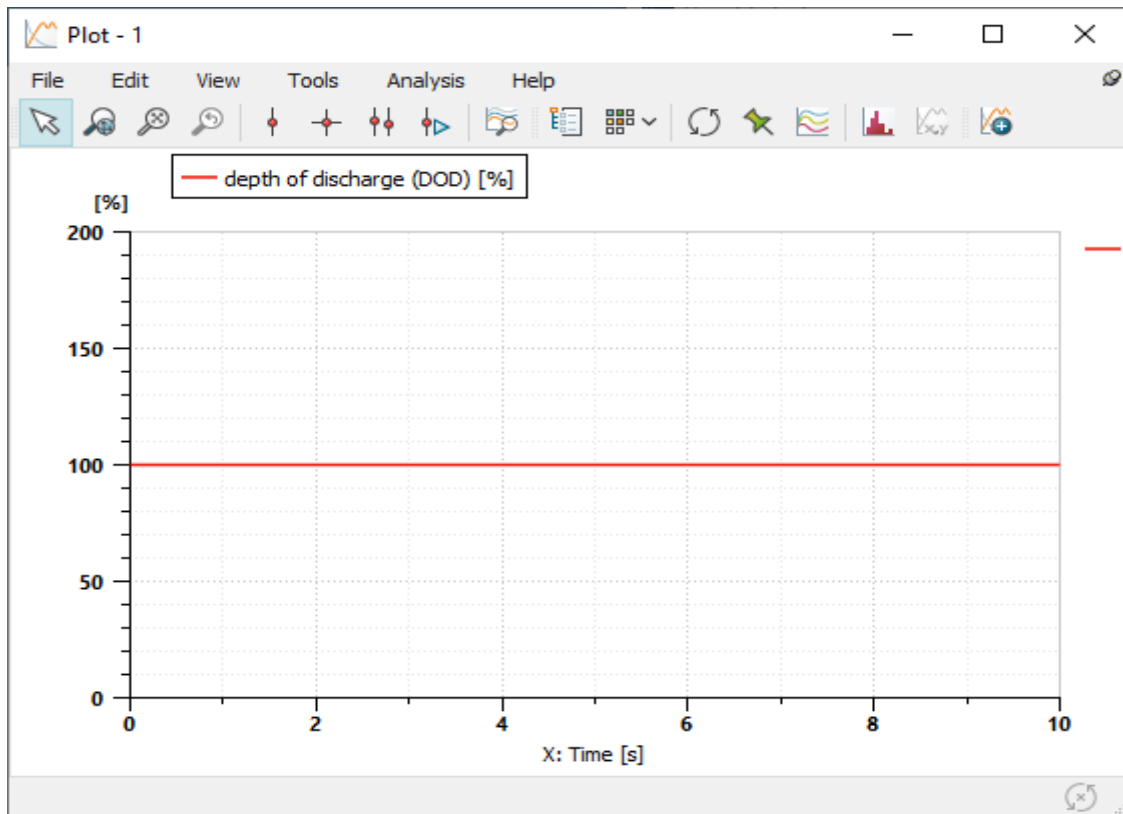 Plot - 1
File Edit View Tools Analysis Help
x,y
depth of discharge (DOD) [%]
[%]
200
150
100
50
0
0 2 4 6 8 10
X: Time [s]